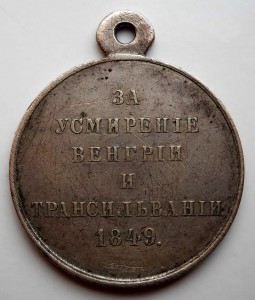 ЗА
УСМИРЕНІЕ
ВЕНГРІИ
И
ТРАНСИЛЬВАНІИ
1849.